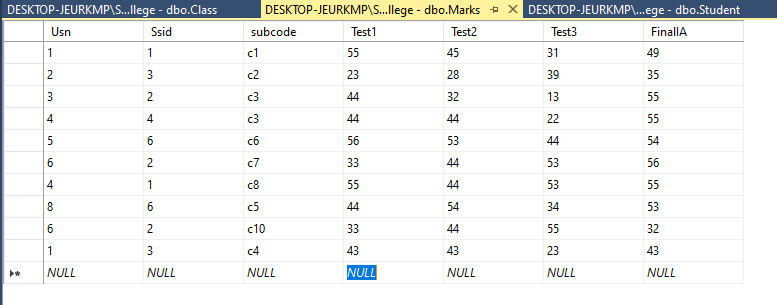 DESKTOP-JEURKMP\S...llege - dbo.Class DESKTOP-JEURKMP\S...llege - dbo.Marks DESKTOP-JEURKMP\S...ege - dbo.Student
Usn Ssid subcode Test1 Test2 Test3 FinalIA
1 1 c1 55 45 31 49
2 3 c2 23 28 39 35
3 2 c3 44 32 13 55
4 4 c3 44 44 22 55
5 6 c6 56 53 44 54
6 2 c7 33 44 53 56
4 1 c8 55 44 53 55
8 6 c5 44 54 34 53
6 2 c10 33 44 55 32
1 3 c4 43 43 23 43
NULL NULL NULL NULL NULL NULL NULL